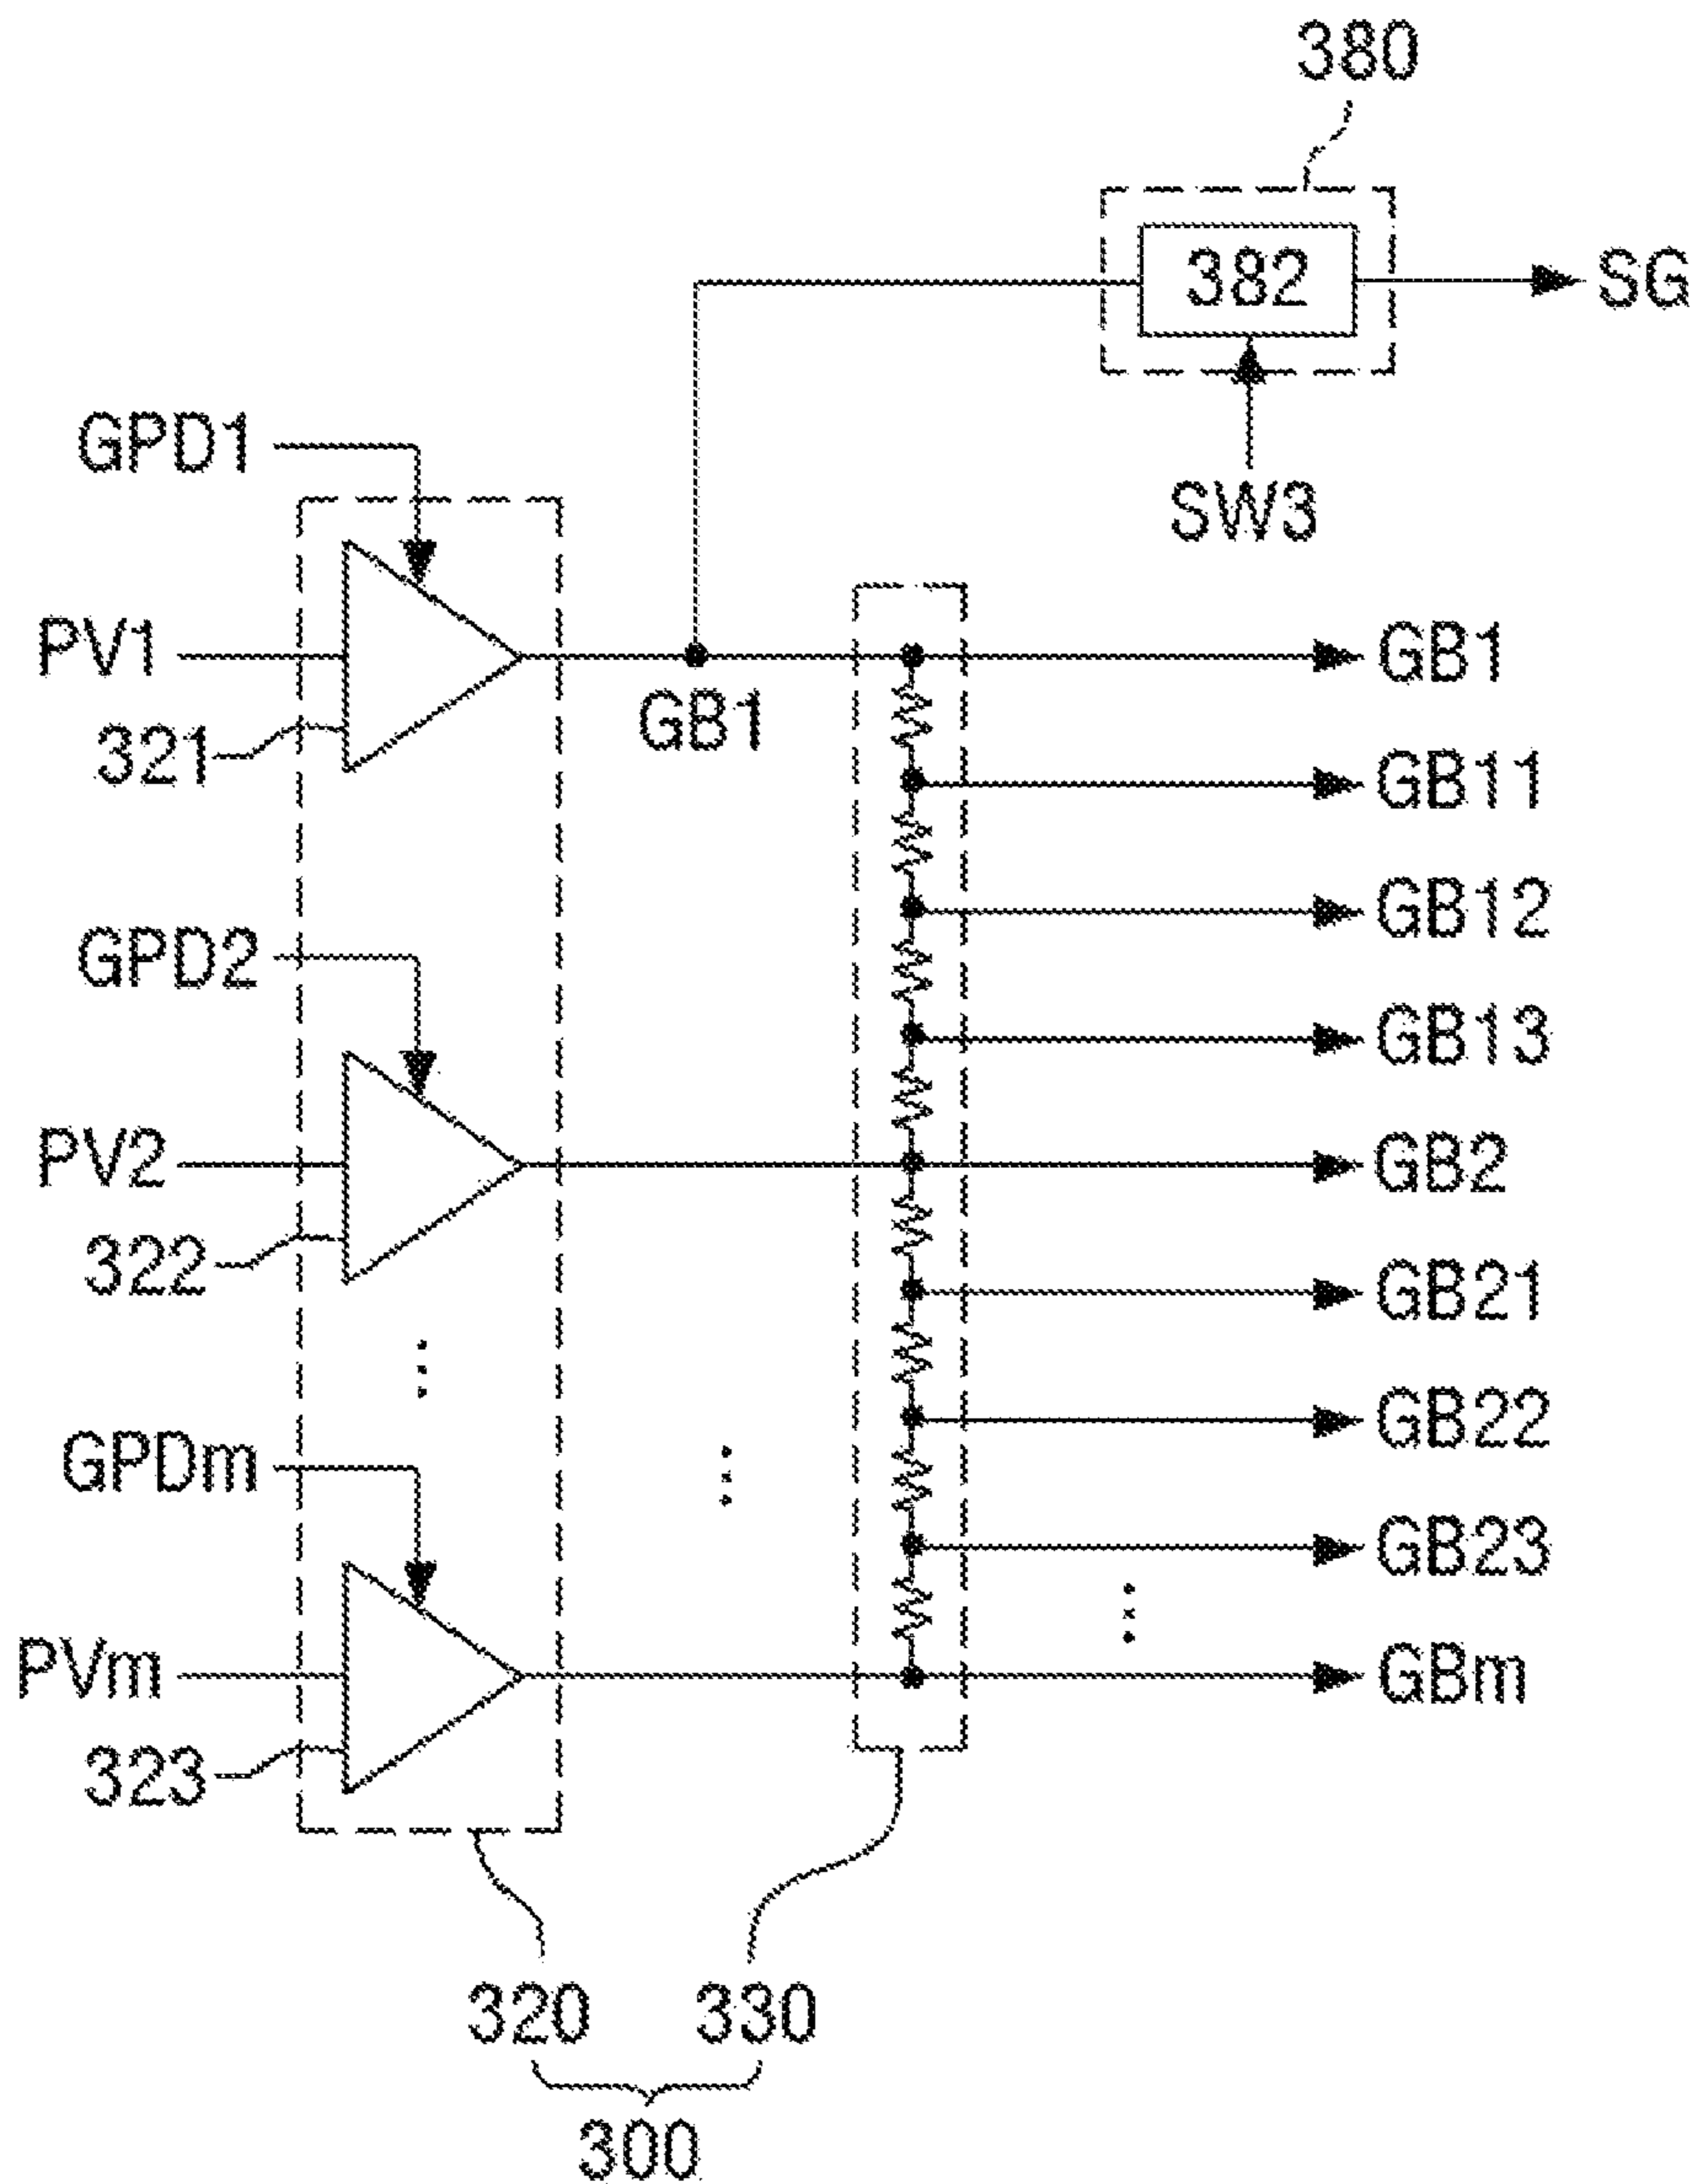 380
382
SG
SW3
GPD1
PV1
321
GB1
GB1
GB11
GB12
GPD2
GB13
PV2
GB2
322
GB21
GB22
GPDm
GB23
PVm
GBm
323
320 330
300